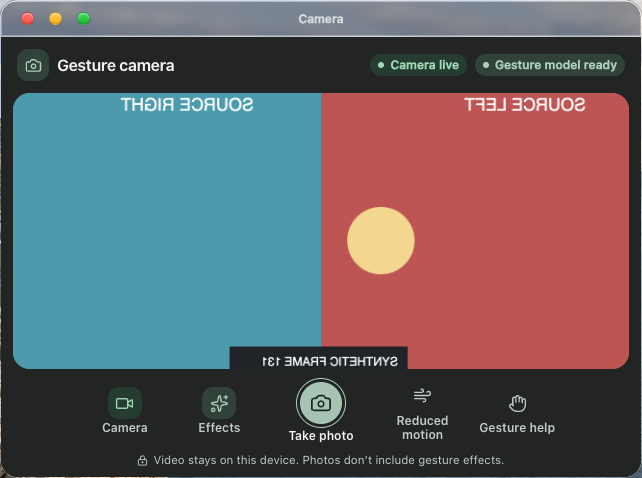 Camera
Gesture camera
Camera live
Gesture model ready
SOURCE RIGHT
SOURCE LEFT
SYNTHETIC FRAME 131
Camera
Effects
Take photo
Reduced
motion
Gesture help
Video stays on this device. Photos don’t include gesture effects.